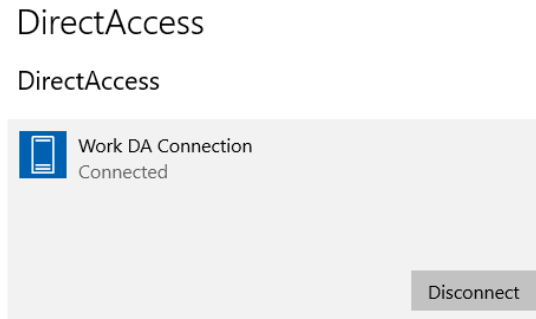 DirectAccess
DirectAccess
Work DA Connection
Connected
Disconnect